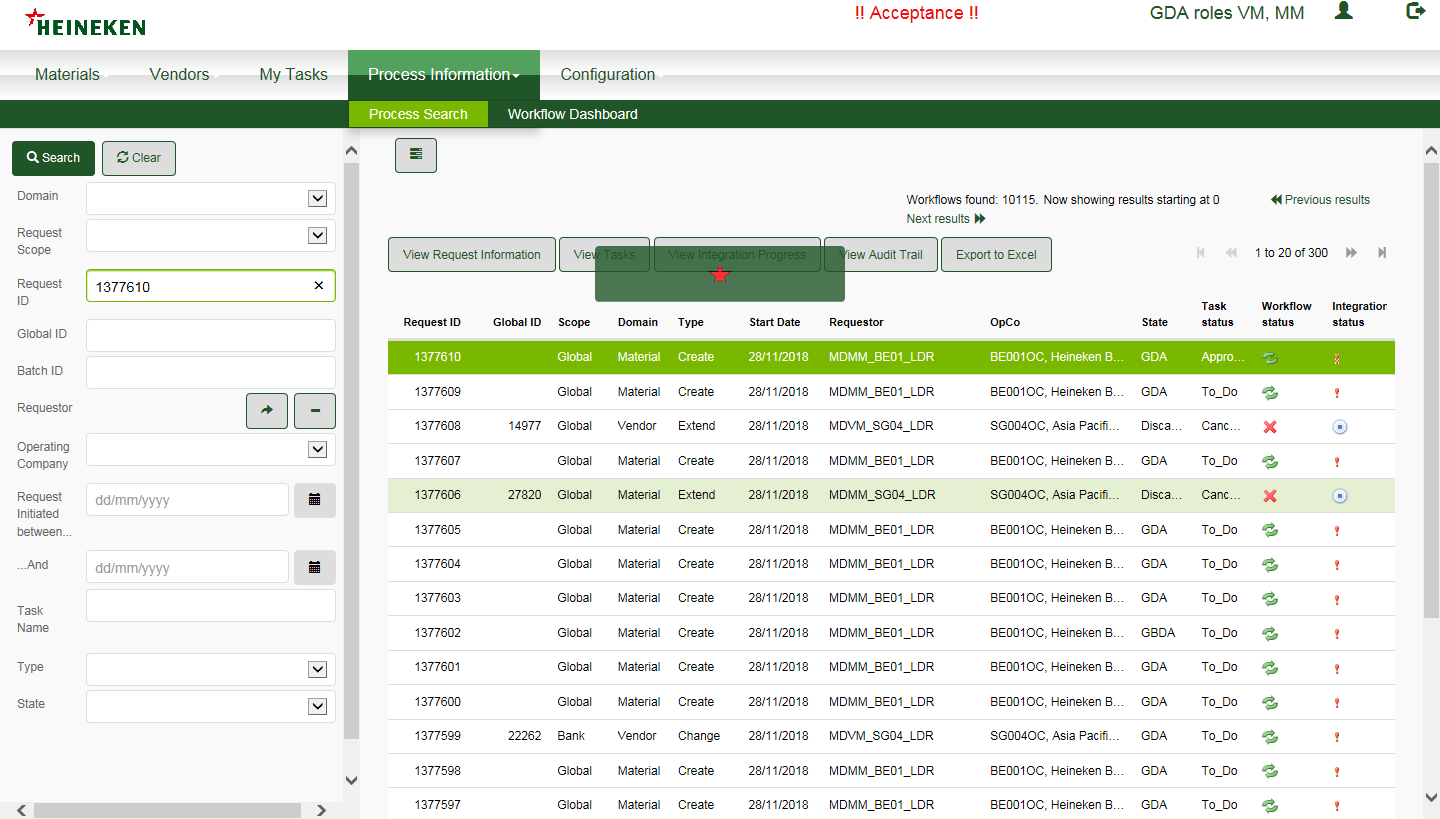 HEINEKEN
!! Acceptance !!
GDA roles VM, MM
Materials Vendors My Tasks Process Information Configuration
Process Search Workflow Dashboard
Search Clear
Domain
Request Scope
Request ID 1377610
Global ID
Batch ID
Requestor
Operating Company
Request Initiated between... dd/mm/yyyy
...And dd/mm/yyyy
Task Name
Type
State
Workflows found: 10115. Now showing results starting at 0 Previous results
Next results
View Request Information View Tasks View Integration Progress View Audit Trail Export to Excel 1 to 20 of 300
Request ID Global ID Scope Domain Type Start Date Requestor OpCo State Task status Workflow status Integration status
1377610 Global Material Create 28/11/2018 MDMM_BE01_LDR BE001OC, Heineken B... GDA Appro...
1377609 Global Material Create 28/11/2018 MDMM_BE01_LDR BE001OC, Heineken B... GDA To_Do
1377608 14977 Global Vendor Extend 28/11/2018 MDVM_SG04_LDR SG004OC, Asia Pacifi... Disca... Canc...
1377607 Global Material Create 28/11/2018 MDMM_BE01_LDR BE001OC, Heineken B... GDA To_Do
1377606 27820 Global Material Extend 28/11/2018 MDMM_SG04_LDR SG004OC, Asia Pacifi... Disca... Canc...
1377605 Global Material Create 28/11/2018 MDMM_BE01_LDR BE001OC, Heineken B... GDA To_Do
1377604 Global Material Create 28/11/2018 MDMM_BE01_LDR BE001OC, Heineken B... GDA To_Do
1377603 Global Material Create 28/11/2018 MDMM_BE01_LDR BE001OC, Heineken B... GDA To_Do
1377602 Global Material Create 28/11/2018 MDMM_BE01_LDR BE001OC, Heineken B... GBDA To_Do
1377601 Global Material Create 28/11/2018 MDMM_BE01_LDR BE001OC, Heineken B... GDA To_Do
1377600 Global Material Create 28/11/2018 MDMM_BE01_LDR BE001OC, Heineken B... GDA To_Do
1377599 22262 Bank Vendor Change 28/11/2018 MDVM_SG04_LDR SG004OC, Asia Pacifi... GDA To_Do
1377598 Global Material Create 28/11/2018 MDMM_BE01_LDR BE001OC, Heineken B... GDA To_Do
1377597 Global Material Create 28/11/2018 MDMM_BE01_LDR BE001OC, Heineken B... GDA To_Do